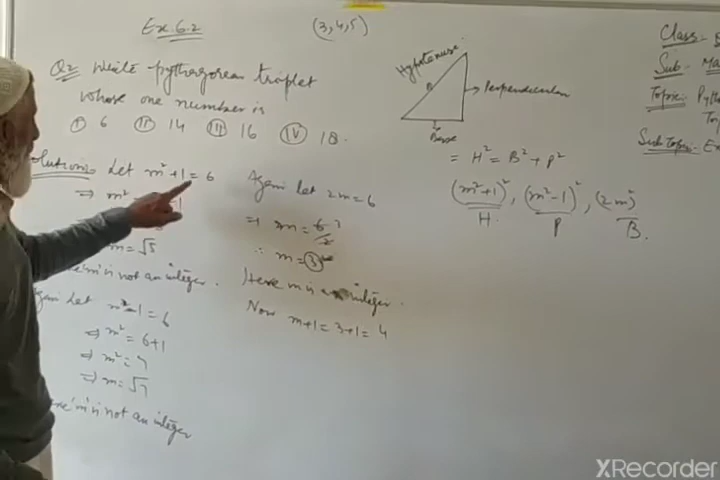 Ex. 6.2
(3,4,5)
Q2 Write pythagorean triplet
whose one number is
(i) 6 (ii) 14 (iii) 16 (iv) 18.
Let m²+1 = 6
⇒ m²
-1
m = √5
is not an integer.
Let m²-1 = 6
⇒ m² = 6+1
⇒ m² = 7
⇒ m = √7
'm' is not an integer
Again let 2m = 6
⇒ m = 6/2
∴ m = 3
Here m is an integer.
Now m+1 = 3+1 = 4
Hypotenuse
Perpendicular
Base
= H² = B² + P²
(m²+1)², (m²-1)², (2m)²
H. P B.
Class-
Sub-
Topic:
Sub Topic:
XRecorder